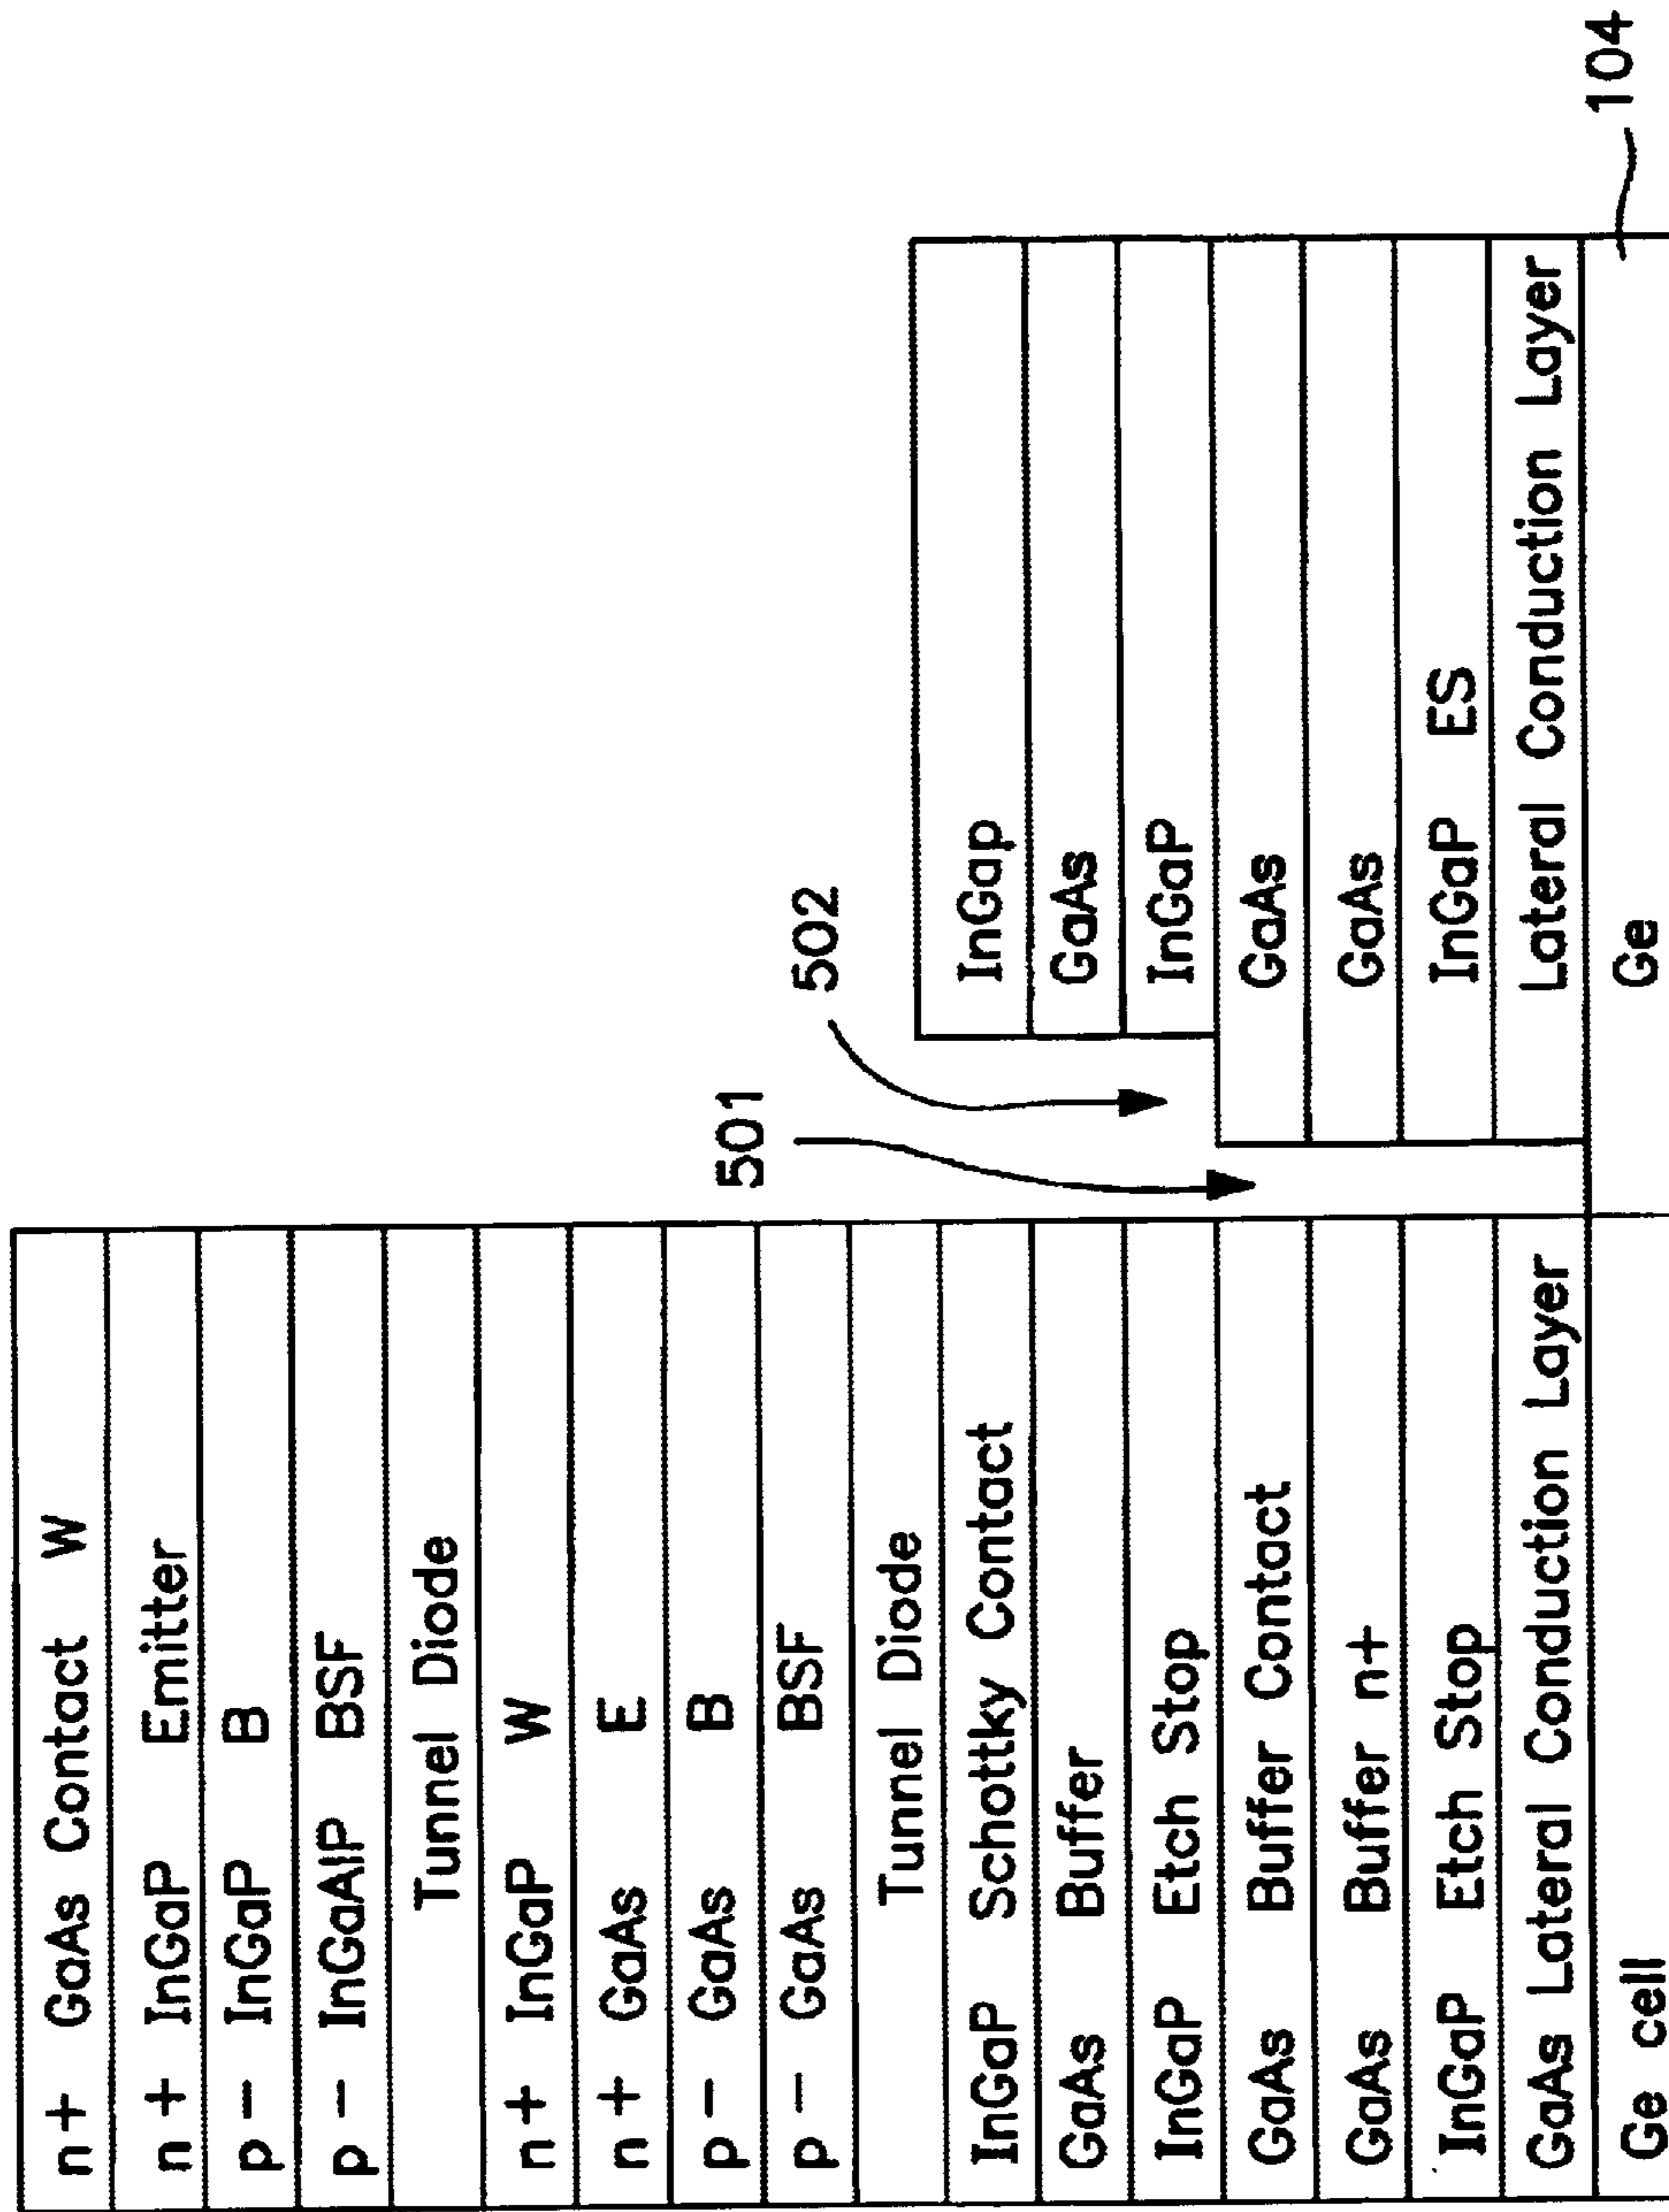 n+ GaAs Contact W
n+ InGaP Emitter
p- InGaP B
p- InGaAlP BSF
Tunnel Diode
n+ InGaP W
n+ GaAs E
p- GaAs B
p- GaAs BSF
Tunnel Diode
InGaP Schottky Contact
GaAs Buffer
InGaP Etch Stop
GaAs Buffer Contact
GaAs Buffer n+
InGaP Etch Stop
GaAs Lateral Conduction Layer
Ge cell
501
502
InGap
GaAs
InGaP
GaAs
GaAs
InGaP ES
Lateral Conduction Layer
Ge
104